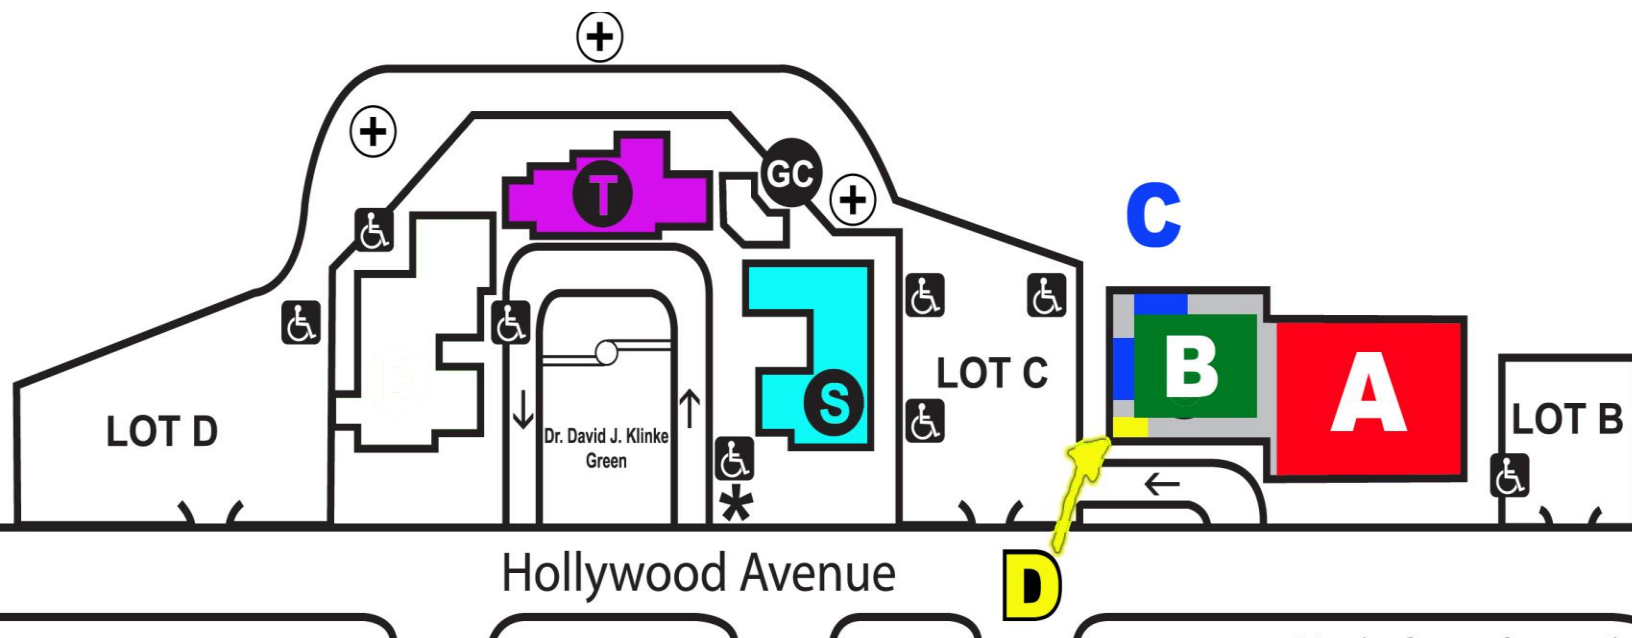 T
GC
C
B
A
S
LOT C
LOT B
LOT D
Dr. David J. Klinke
Green
*
Hollywood Avenue
D